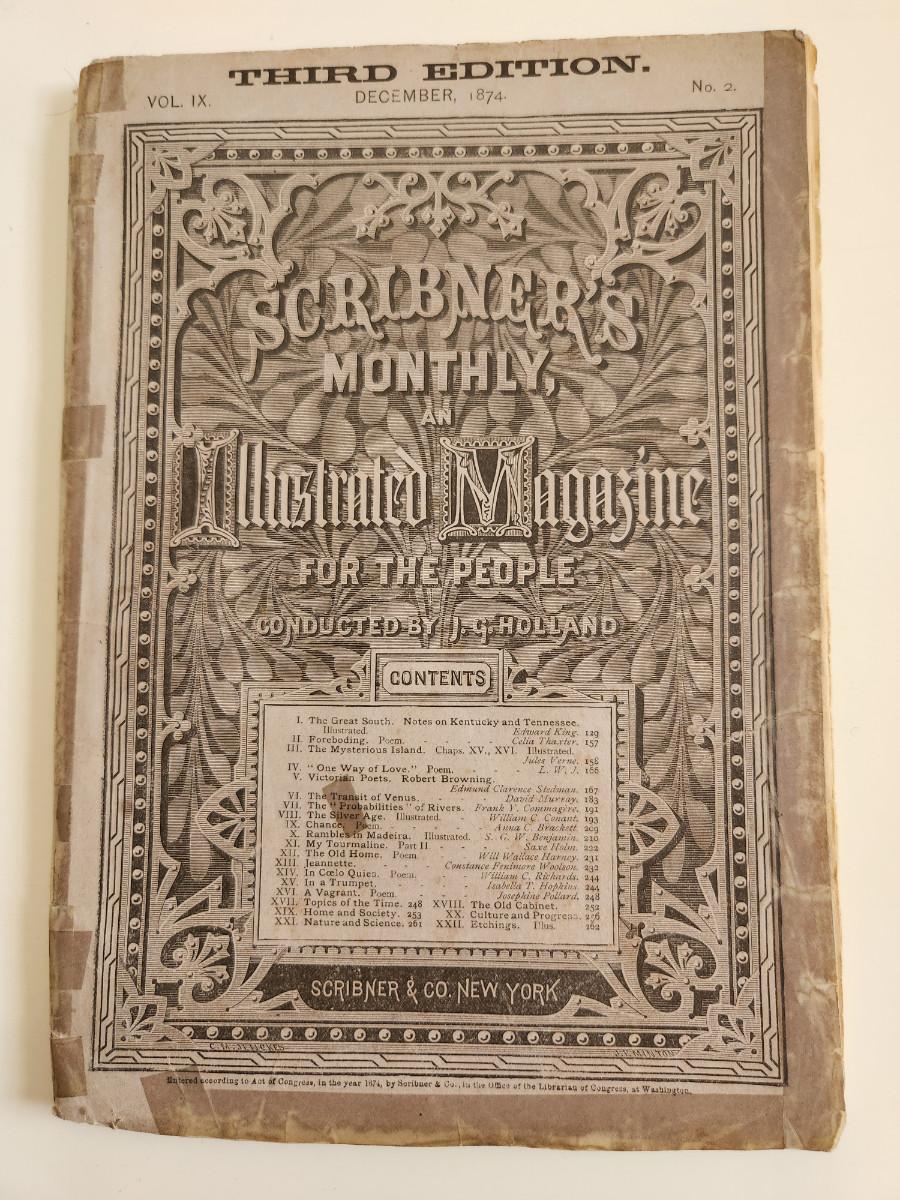 THIRD EDITION.
VOL. IX. DECEMBER, 1874. No. 2.
SCRIBNER'S
MONTHLY,
AN
Illustrated Magazine
FOR THE PEOPLE
CONDUCTED BY J. G. HOLLAND
CONTENTS
I. The Great South. Notes on Kentucky and Tennessee.
Illustrated. Edward King. 129
II. Foreboding. Poem. - - - - Celia Thaxter. 157
III. The Mysterious Island. Chaps. XV., XVI. Illustrated.
Jules Verne. 158
IV. "One Way of Love." Poem. - - - L. W. J. 166
V. Victorian Poets. Robert Browning.
Edmund Clarence Stedman. 167
VI. The Transit of Venus. - - David Murray. 183
VII. The "Probabilities" of Rivers. Frank Y. Commagere. 191
VIII. The Silver Age. Illustrated. William C. Conant. 193
IX. Chance. Poem. - - - Anna C. Brackett. 209
X. Rambles in Madeira. Illustrated. S. G. W. Benjamin. 210
XI. My Tourmaline. Part II - - - Saxe Holm. 222
XII. The Old Home. Poem. Will Wallace Harney. 231
XIII. Jeannette. - - Constance Fenimore Woolson. 232
XIV. In Cœlo Quies. Poem. - William C. Richards. 244
XV. In a Trumpet. - - - Isabella T. Hopkins. 244
XVI. A Vagrant. Poem. - - - Josephine Pollard. 248
XVII. Topics of the Time. 248 XVIII. The Old Cabinet. 252
XIX. Home and Society. 253 XX. Culture and Progress. 256
XXI. Nature and Science. 261 XXII. Etchings. Illus. 262
SCRIBNER & CO. NEW YORK
Entered according to Act of Congress, in the year 1874, by Scribner & Co., in the Office of the Librarian of Congress, at Washington.